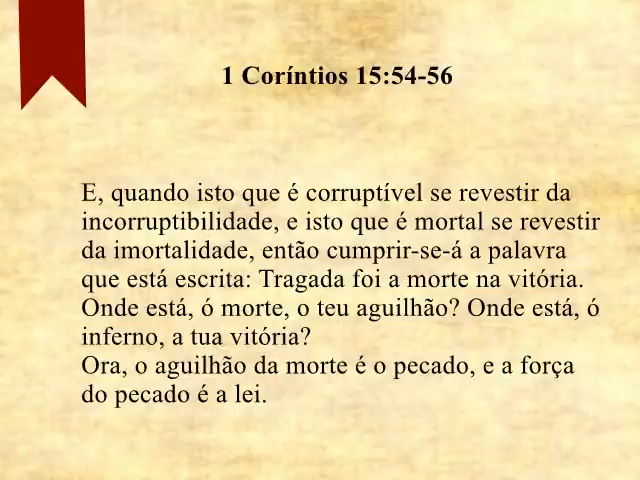 1 Coríntios 15:54-56
E, quando isto que é corruptível se revestir da
incorruptibilidade, e isto que é mortal se revestir
da imortalidade, então cumprir-se-á a palavra
que está escrita: Tragada foi a morte na vitória.
Onde está, ó morte, o teu aguilhão? Onde está, ó
inferno, a tua vitória?
Ora, o aguilhão da morte é o pecado, e a força
do pecado é a lei.